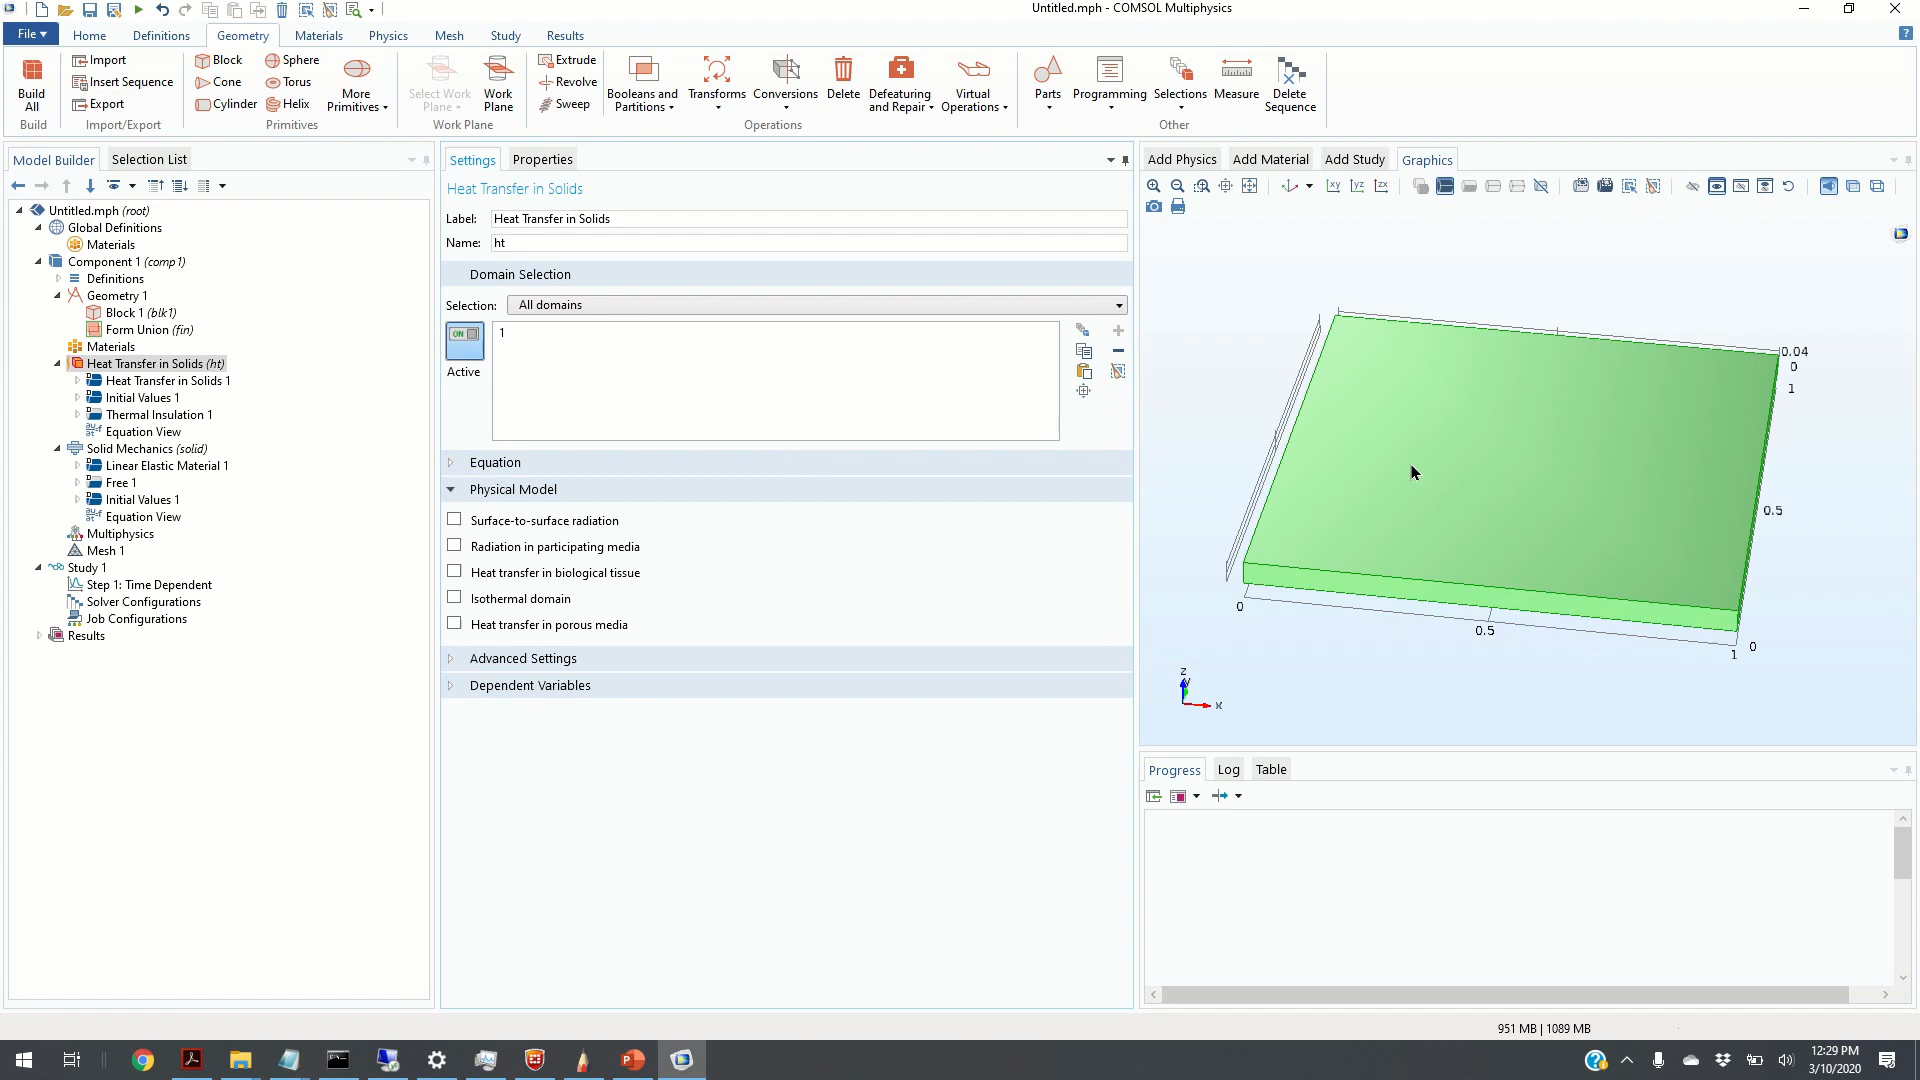 Untitled.mph - COMSOL Multiphysics
File Home Definitions Geometry Materials Physics Mesh Study Results
Build All
Import
Insert Sequence
Export
Block
Cone
Cylinder
Sphere
Torus
Helix
More Primitives
Select Work Plane
Work Plane
Extrude
Revolve
Sweep
Booleans and Partitions
Transforms
Conversions
Delete
Defeaturing and Repair
Virtual Operations
Parts
Programming
Selections
Measure
Delete Sequence
Build Import/Export Primitives Work Plane Operations Other
Model Builder Selection List
Untitled.mph (root)
Global Definitions
Materials
Component 1 (comp1)
Definitions
Geometry 1
Block 1 (blk1)
Form Union (fin)
Materials
Heat Transfer in Solids (ht)
Heat Transfer in Solids 1
Initial Values 1
Thermal Insulation 1
Equation View
Solid Mechanics (solid)
Linear Elastic Material 1
Free 1
Initial Values 1
Equation View
Multiphysics
Mesh 1
Study 1
Step 1: Time Dependent
Solver Configurations
Job Configurations
Results
Settings Properties
Heat Transfer in Solids
Label: Heat Transfer in Solids
Name: ht
Domain Selection
Selection: All domains
ON
1
Active
Equation
Physical Model
Surface-to-surface radiation
Radiation in participating media
Heat transfer in biological tissue
Isothermal domain
Heat transfer in porous media
Advanced Settings
Dependent Variables
Add Physics Add Material Add Study Graphics
xy yz zx
0.04
0
1
0.5
0
0.5
0
1
z
y
x
Progress Log Table
951 MB | 1089 MB
12:29 PM
3/10/2020